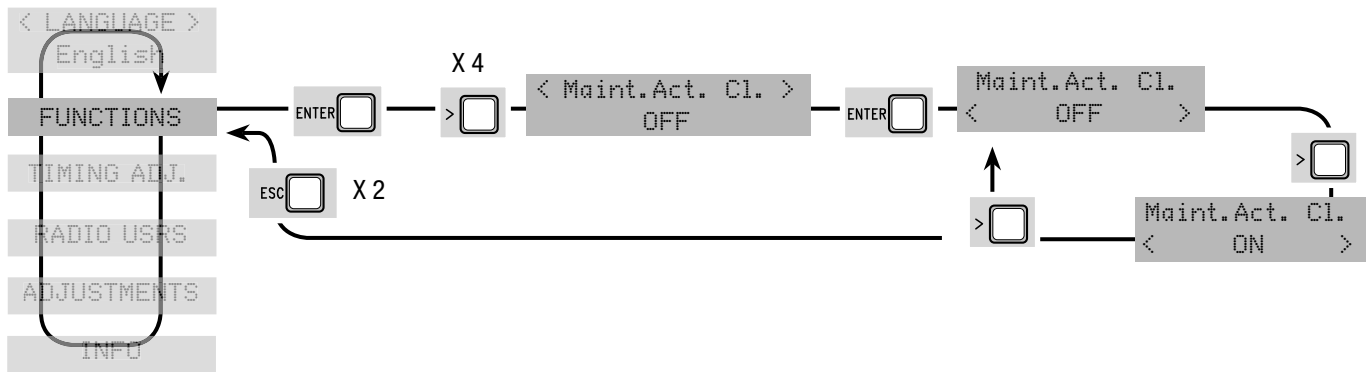 < LANGUAGE >
English
FUNCTIONS
TIMING ADJ.
RADIO USRS
ADJUSTMENTS
INFO
ENTER
X 4
>
< Maint.Act. Cl. >
OFF
ENTER
Maint.Act. Cl.
< OFF >
>
ESC
X 2
>
Maint.Act. Cl.
< ON >